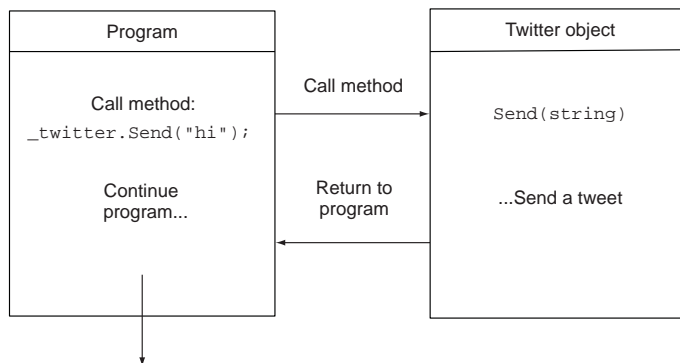 Program
Call method:
_twitter.Send("hi");
Continue
program...
Call method
Return to
program
Twitter object
Send(string)
...Send a tweet